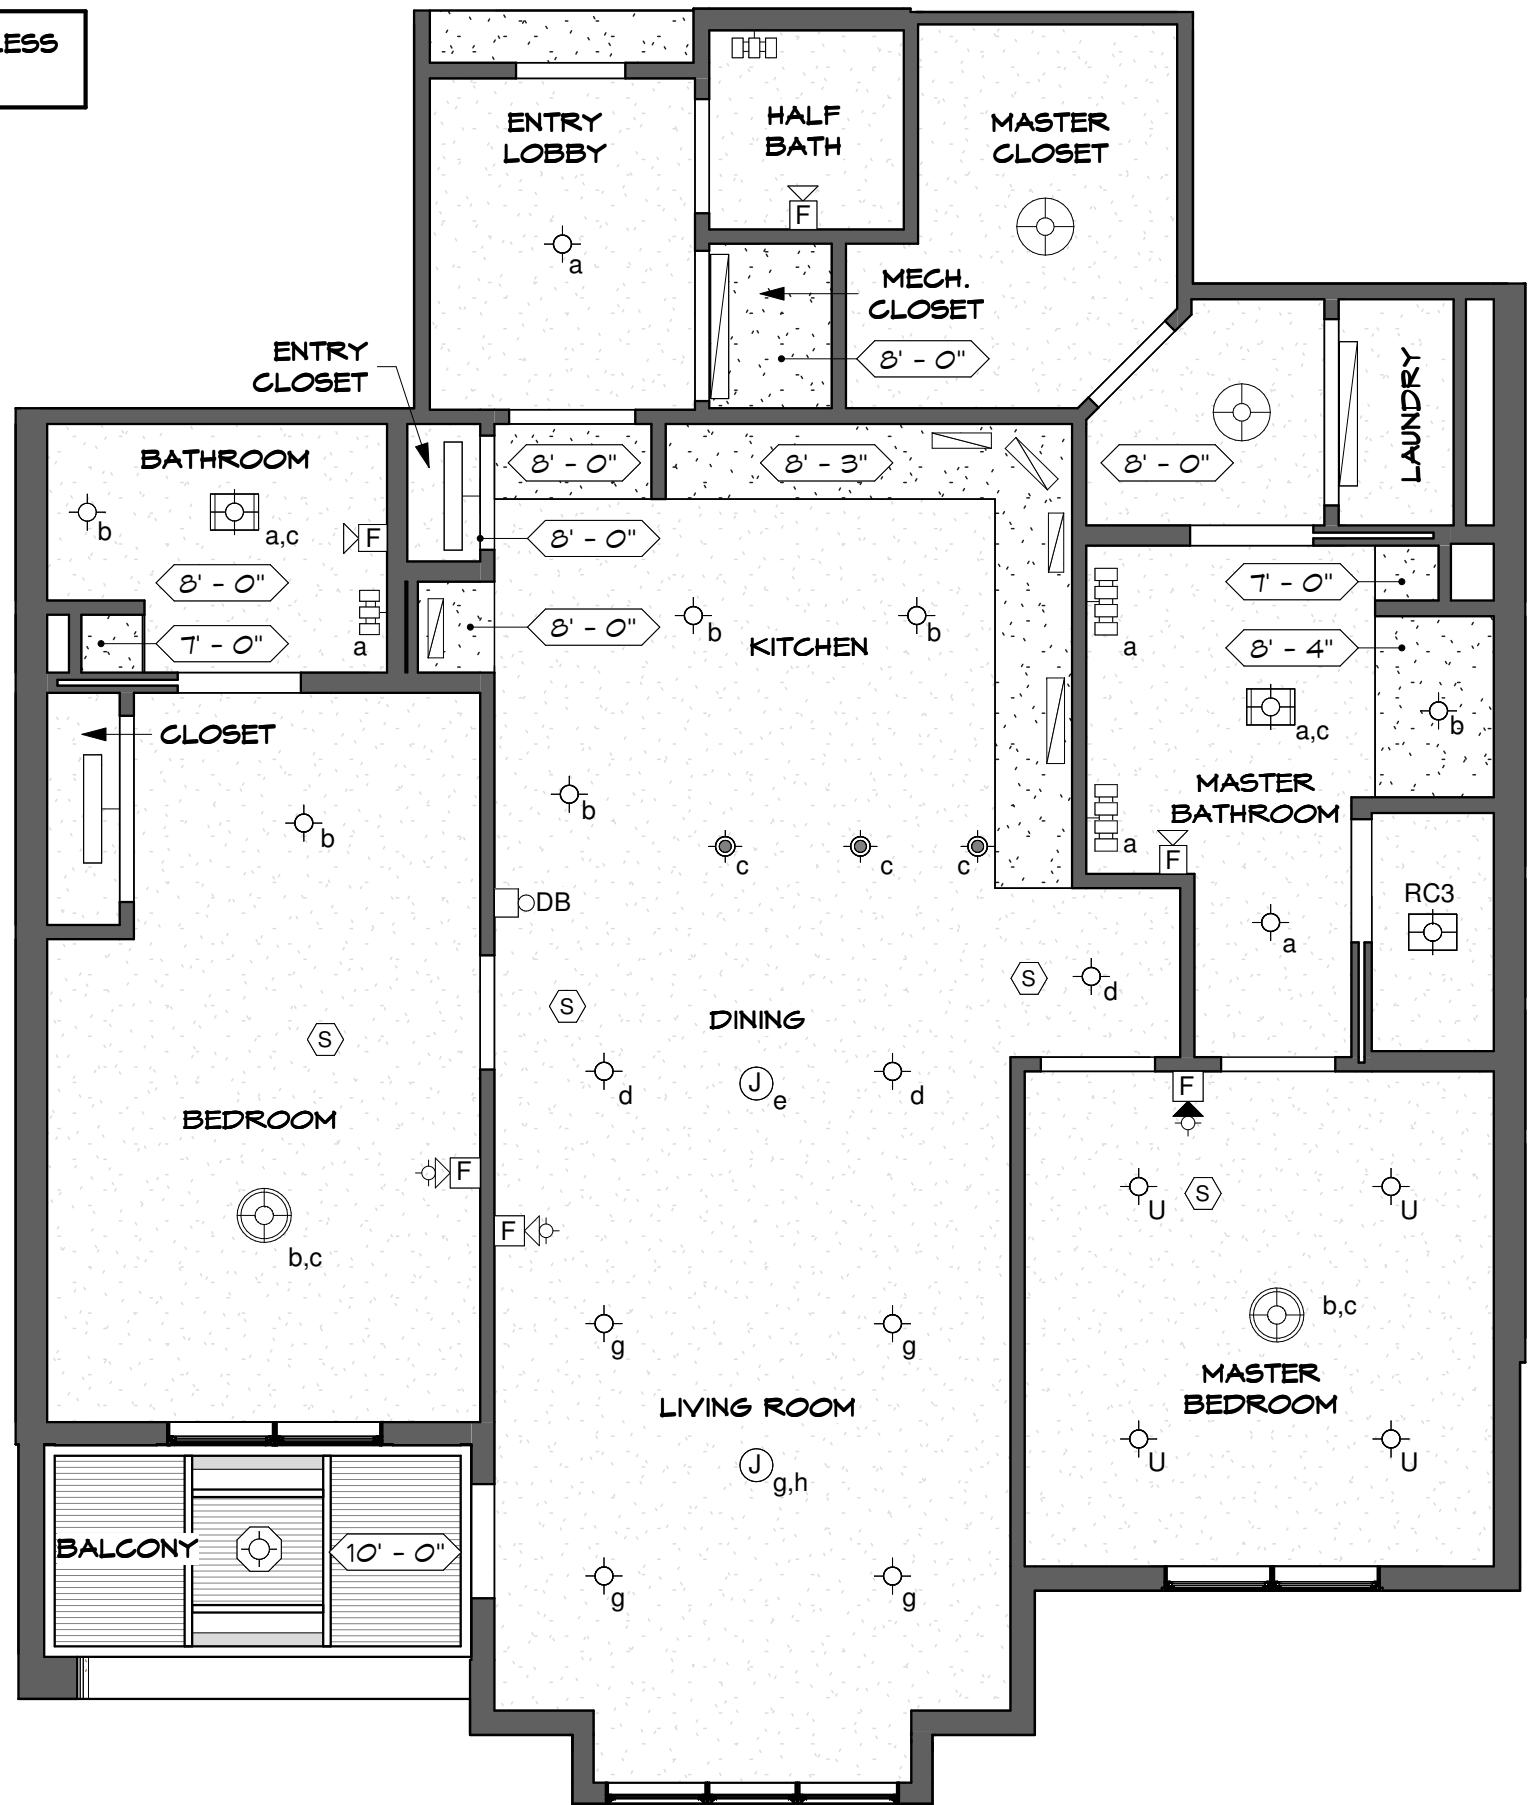 LESS
ENTRY
LOBBY
a
HALF
BATH
F
MASTER
CLOSET
MECH.
CLOSET
8' - 0"
ENTRY
CLOSET
LAUNDRY
8' - 0"
BATHROOM
b
a,c
F
8' - 0"
7' - 0"
a
8' - 0"
8' - 3"
8' - 0"
8' - 0"
b
b
KITCHEN
b
c
c
c
DB
7' - 0"
8' - 4"
a
a,c
b
MASTER
BATHROOM
a
F
a
RC3
CLOSET
b
S
BEDROOM
F
b,c
S
DINING
S
d
d
d
J
e
F
g
g
LIVING ROOM
J
g,h
g
g
F
U
S
U
b,c
MASTER
BEDROOM
U
U
BALCONY
10' - 0"